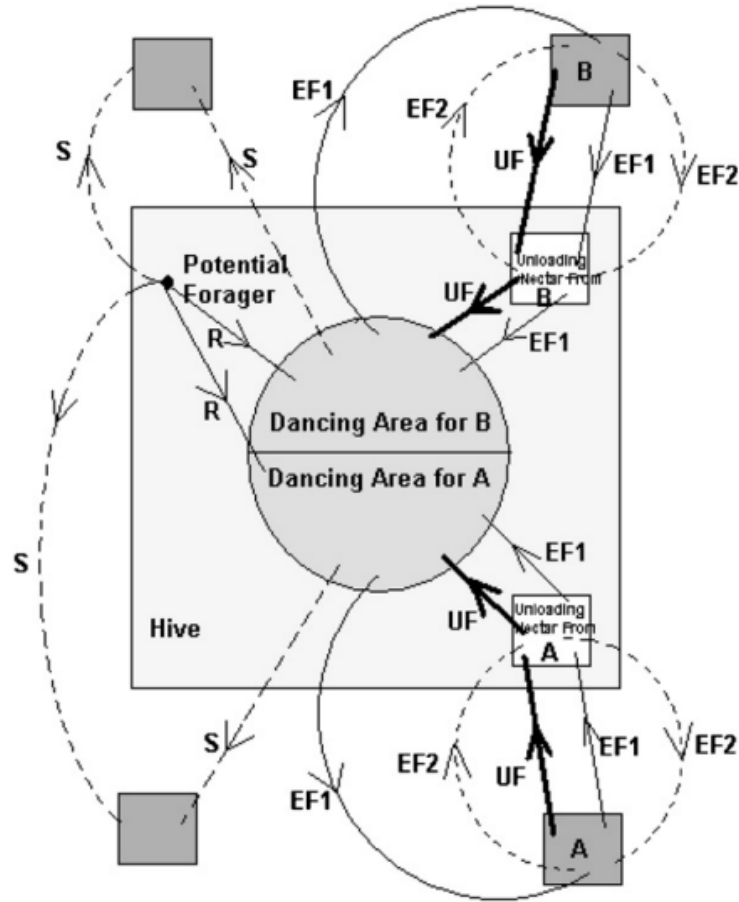 B
EF1
EF2
UF
EF1
EF2
S
S
Potential
Forager
Unloading
Nectar From
B
UF
EF1
R
R
Dancing Area for B
Dancing Area for A
EF1
S
Hive
Unloading
Nectar From
A
UF
S
EF1
EF2
UF
EF1
EF2
A